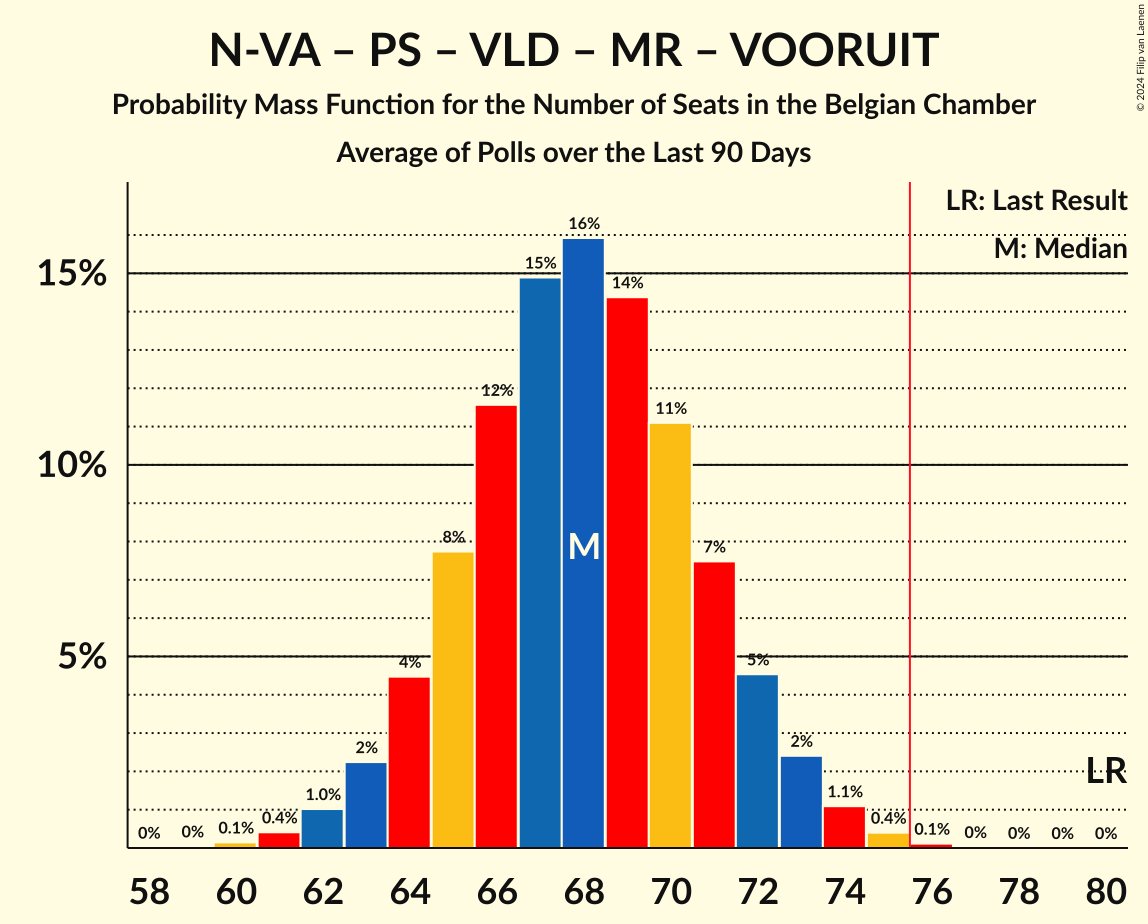 N-VA – PS – VLD – MR – VOORUIT
Probability Mass Function for the Number of Seats in the Belgian Chamber
Average of Polls over the Last 90 Days
© 2024 Filip van Laenen
LR: Last Result
M: Median
15%
10%
5%
0%
0%
0.1%
0.4%
1.0%
2%
4%
8%
12%
15%
16%
14%
11%
7%
5%
2%
1.1%
0.4%
0.1%
0%
0%
0%
0%
M
LR
58 60 62 64 66 68 70 72 74 76 78 80